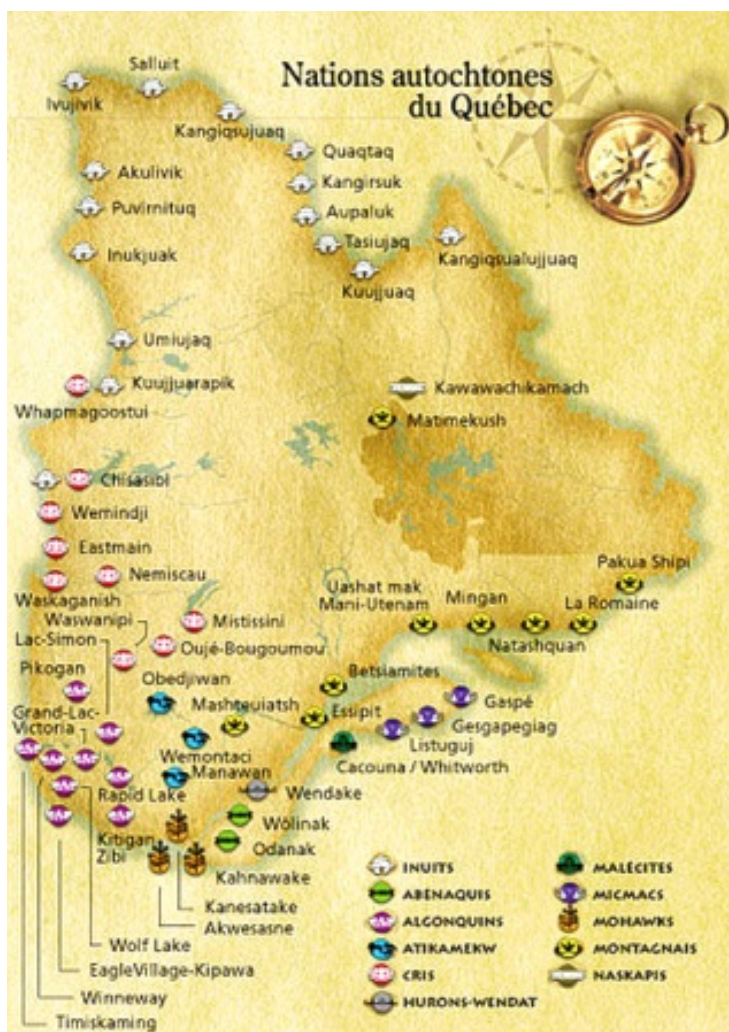 Nations autochtones
du Québec
Salluit
Ivujivik
Kangiqsujuaq
Quaqtaq
Akulivik
Kangirsuk
Puvirnituq
Aupaluk
Tasiujaq
Inukjuak
Kangiqsualujjuaq
Kuujjuaq
Umiujaq
Kuujjuarapik
Kawawachikamach
Whapmagoostui
Matimekush
Chisasibi
Wemindji
Eastmain
Nemiscau
Pakua Shipi
Waskaganish
Uashat mak
Mani-Utenam
Mingan
La Romaine
Waswanipi
Mistissini
Natashquan
Lac-Simon
Oujé-Bougoumou
Pikogan
Obedjiwan
Betsiamites
Mashteuiatsh
Essipit
Gaspé
Grand-Lac-
Victoria
Gesgapegiag
Listuguj
Wemontaci
Cacouna / Whitworth
Manawan
Rapid Lake
Wendake
Wôlinak
Kitigan
Zibi
Odanak
Kahnawake
Kanesatake
Akwesasne
Wolf Lake
EagleVillage-Kipawa
Winneway
Timiskaming
INUITS
ABÉNAQUIS
ALGONQUINS
ATIKAMEKW
CRIS
HURONS-WENDAT
MALÉCITES
MICMACS
MOHAWKS
MONTAGNAIS
NASKAPIS